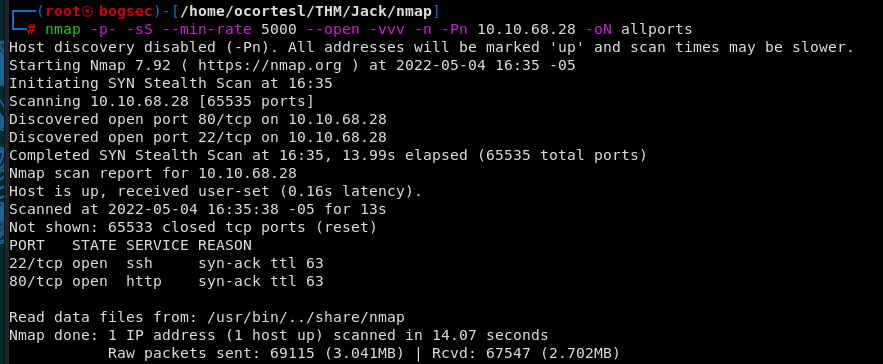 ┌──(root㉿bogsec)-[/home/ocortesl/THM/Jack/nmap]
└─# nmap -p- -sS --min-rate 5000 --open -vvv -n -Pn 10.10.68.28 -oN allports
Host discovery disabled (-Pn). All addresses will be marked 'up' and scan times may be slower.
Starting Nmap 7.92 ( https://nmap.org ) at 2022-05-04 16:35 -05
Initiating SYN Stealth Scan at 16:35
Scanning 10.10.68.28 [65535 ports]
Discovered open port 80/tcp on 10.10.68.28
Discovered open port 22/tcp on 10.10.68.28
Completed SYN Stealth Scan at 16:35, 13.99s elapsed (65535 total ports)
Nmap scan report for 10.10.68.28
Host is up, received user-set (0.16s latency).
Scanned at 2022-05-04 16:35:38 -05 for 13s
Not shown: 65533 closed tcp ports (reset)
PORT   STATE SERVICE REASON
22/tcp open  ssh     syn-ack ttl 63
80/tcp open  http    syn-ack ttl 63

Read data files from: /usr/bin/../share/nmap
Nmap done: 1 IP address (1 host up) scanned in 14.07 seconds
           Raw packets sent: 69115 (3.041MB) | Rcvd: 67547 (2.702MB)